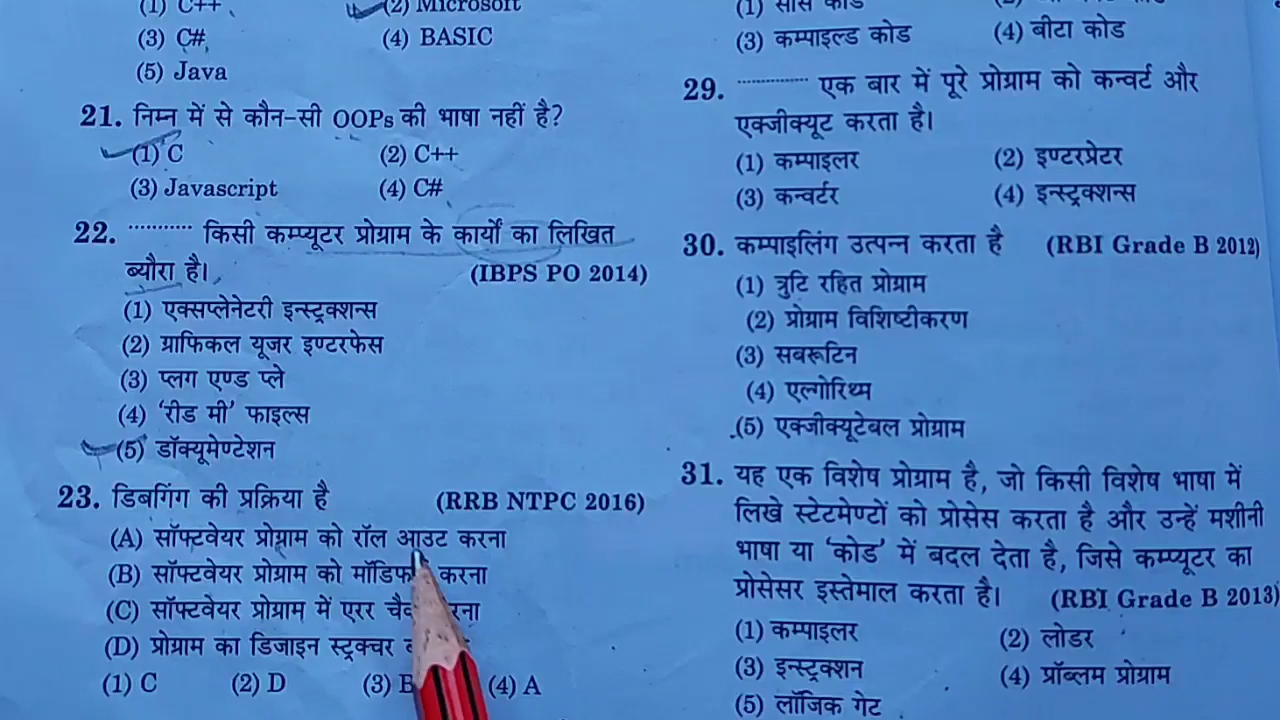 (1) C++
(2) Microsoft
(3) C#
(4) BASIC
(5) Java
21. निम्न में से कौन-सी OOPs की भाषा नहीं है?
(1) C
(2) C++
(3) Javascript
(4) C#
22. ........... किसी कम्प्यूटर प्रोग्राम के कार्यों का लिखित
ब्यौरा है। (IBPS PO 2014)
(1) एक्सप्लेनेटरी इन्स्ट्रक्शन्स
(2) ग्राफिकल यूजर इण्टरफेस
(3) प्लग एण्ड प्ले
(4) ‘रीड मी’ फाइल्स
(5) डॉक्यूमेण्टेशन
23. डिबगिंग की प्रक्रिया है (RRB NTPC 2016)
(A) सॉफ्टवेयर प्रोग्राम को रॉल आउट करना
(B) सॉफ्टवेयर प्रोग्राम को करना
(C) सॉफ्टवेयर प्रोग्राम में एरर
(D) प्रोग्राम का डिजाइन स्ट्रक्चर
(1) C (2) D (3) B (4) A
(1)
(3) कम्पाइल्ड कोड
(4) बीटा कोड
29. ............. एक बार में पूरे प्रोग्राम को कन्वर्ट और
एक्जीक्यूट करता है।
(1) कम्पाइलर
(2) इण्टरप्रेटर
(3) कन्वर्टर
(4) इन्स्ट्रक्शन्स
30. कम्पाइलिंग उत्पन्न करता है (RBI Grade B 2012)
(1) त्रुटि रहित प्रोग्राम
(2) प्रोग्राम विशिष्टीकरण
(3) सबरूटिन
(4) एल्गोरिथ्म
(5) एक्जीक्यूटेबल प्रोग्राम
31. यह एक विशेष प्रोग्राम है, जो किसी विशेष भाषा में
लिखे स्टेटमेण्टों को प्रोसेस करता है और उन्हें मशीनी
भाषा या ‘कोड’ में बदल देता है, जिसे कम्प्यूटर का
प्रोसेसर इस्तेमाल करता है। (RBI Grade B 2013)
(1) कम्पाइलर
(2) लोडर
(3) इन्स्ट्रक्शन
(4) प्रॉब्लम प्रोग्राम
(5) लॉजिक गेट